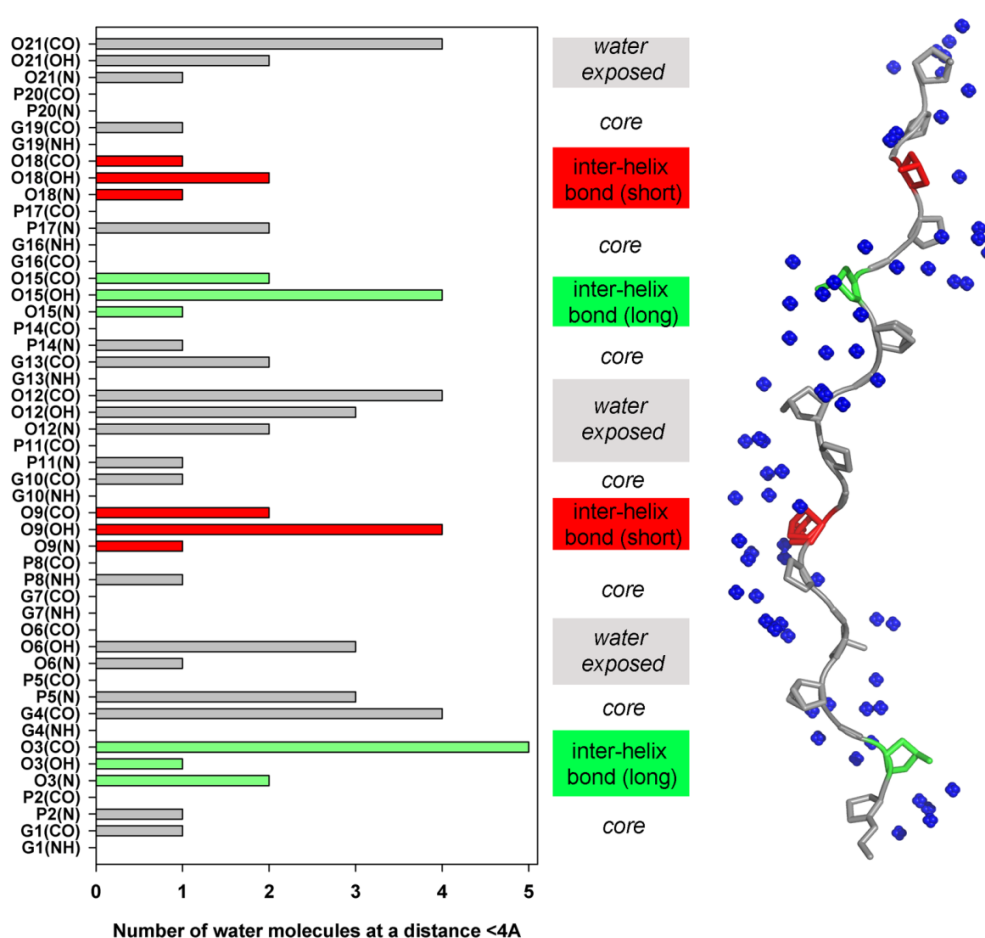 O21(CO)
O21(OH)
O21(N)
P20(CO)
P20(N)
G19(CO)
G19(NH)
O18(CO)
O18(OH)
O18(N)
P17(CO)
P17(N)
G16(NH)
G16(CO)
O15(CO)
O15(OH)
O15(N)
P14(CO)
P14(N)
G13(CO)
G13(NH)
O12(CO)
O12(OH)
O12(N)
P11(CO)
P11(N)
G10(CO)
G10(NH)
O9(CO)
O9(OH)
O9(N)
P8(CO)
P8(NH)
G7(CO)
G7(NH)
O6(CO)
O6(OH)
O6(N)
P5(CO)
P5(N)
G4(CO)
G4(NH)
O3(CO)
O3(OH)
O3(N)
P2(CO)
P2(N)
G1(CO)
G1(NH)
0 1 2 3 4 5
Number of water molecules at a distance <4A
water
exposed
core
inter-helix
bond (short)
core
inter-helix
bond (long)
core
water
exposed
core
inter-helix
bond (short)
core
water
exposed
core
inter-helix
bond (long)
core